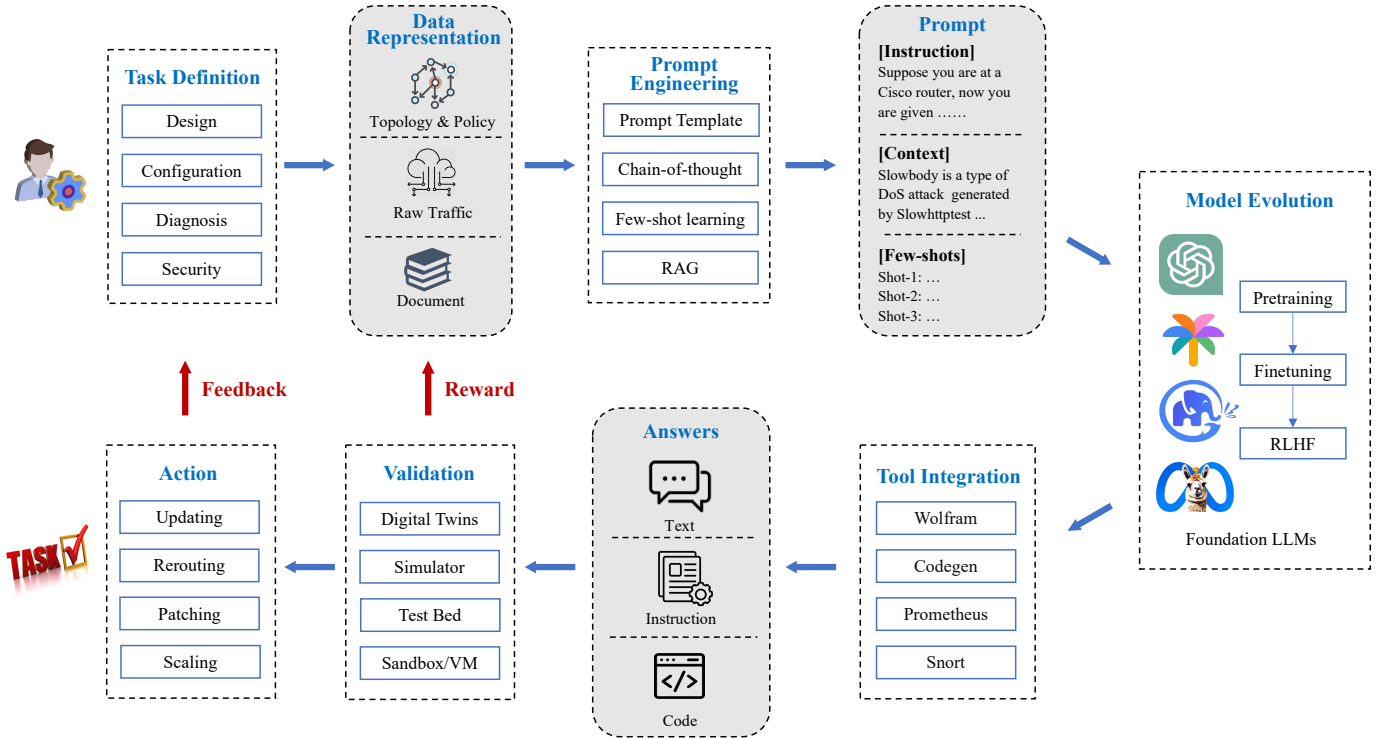 Task Definition
Design
Configuration
Diagnosis
Security
Data
Representation
Topology & Policy
Raw Traffic
Document
Prompt
Engineering
Prompt Template
Chain-of-thought
Few-shot learning
RAG
Prompt
[Instruction]
Suppose you are at a
Cisco router, now you
are given ……
[Context]
Slowbody is a type of
DoS attack generated
by Slowhttptest ...
[Few-shots]
Shot-1: …
Shot-2: …
Shot-3: …
Model Evolution
Pretraining
Finetuning
RLHF
Foundation LLMs
Feedback
Reward
Tool Integration
Wolfram
Codegen
Prometheus
Snort
Answers
Text
Instruction
</>
Code
Validation
Digital Twins
Simulator
Test Bed
Sandbox/VM
Action
Updating
Rerouting
Patching
Scaling
TASK